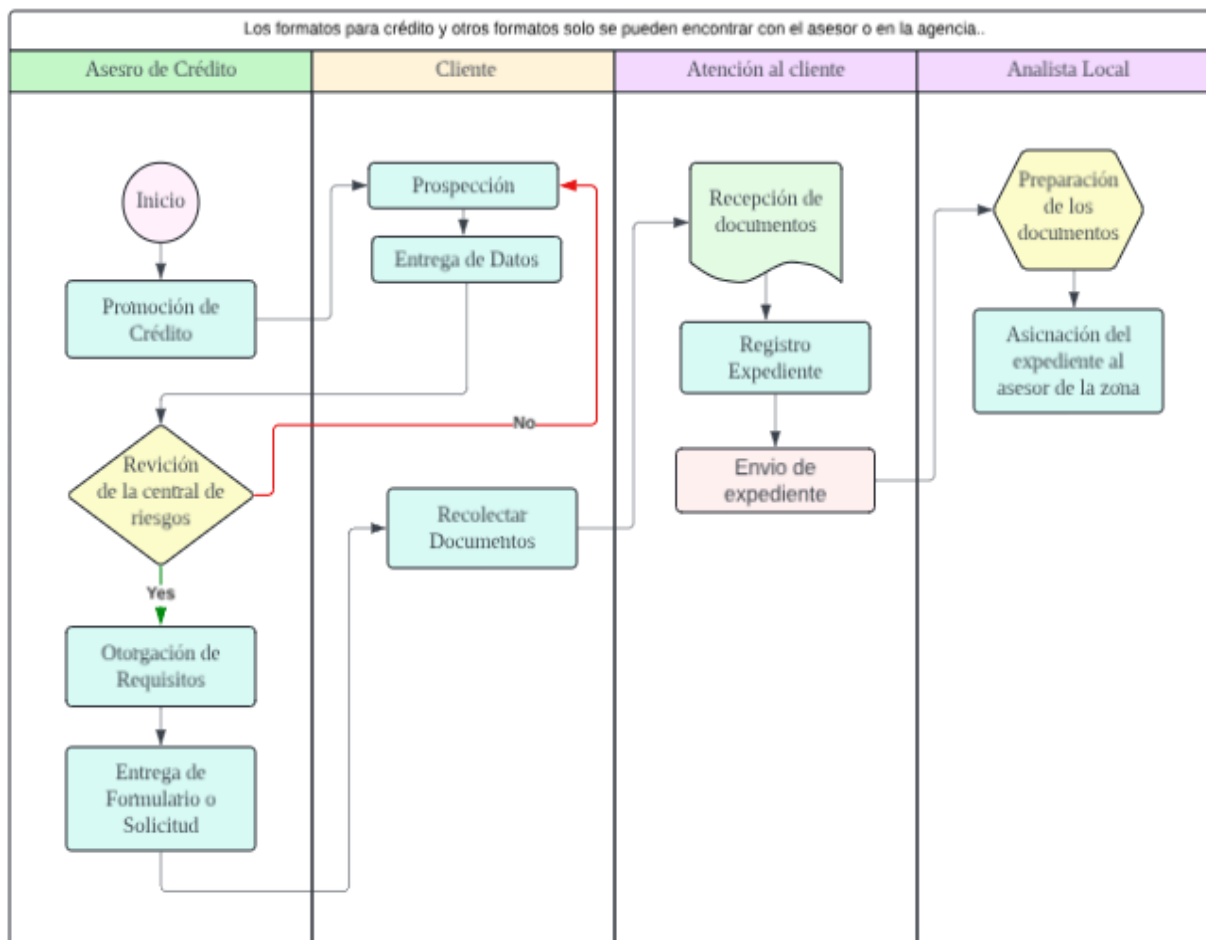 Los formatos para crédito y otros formatos solo se pueden encontrar con el asesor o en la agencia..
Asesro de Crédito
Cliente
Atención al cliente
Analista Local
Inicio
Promoción de
Crédito
Revición
de la central de
riesgos
No
Yes
Otorgación de
Requisitos
Entrega de
Formulario o
Solicitud
Prospección
Entrega de Datos
Recolectar
Documentos
Recepción de
documentos
Registro
Expediente
Envio de
expediente
Preparación
de los
documentos
Asicnación del
expediente al
asesor de la zona